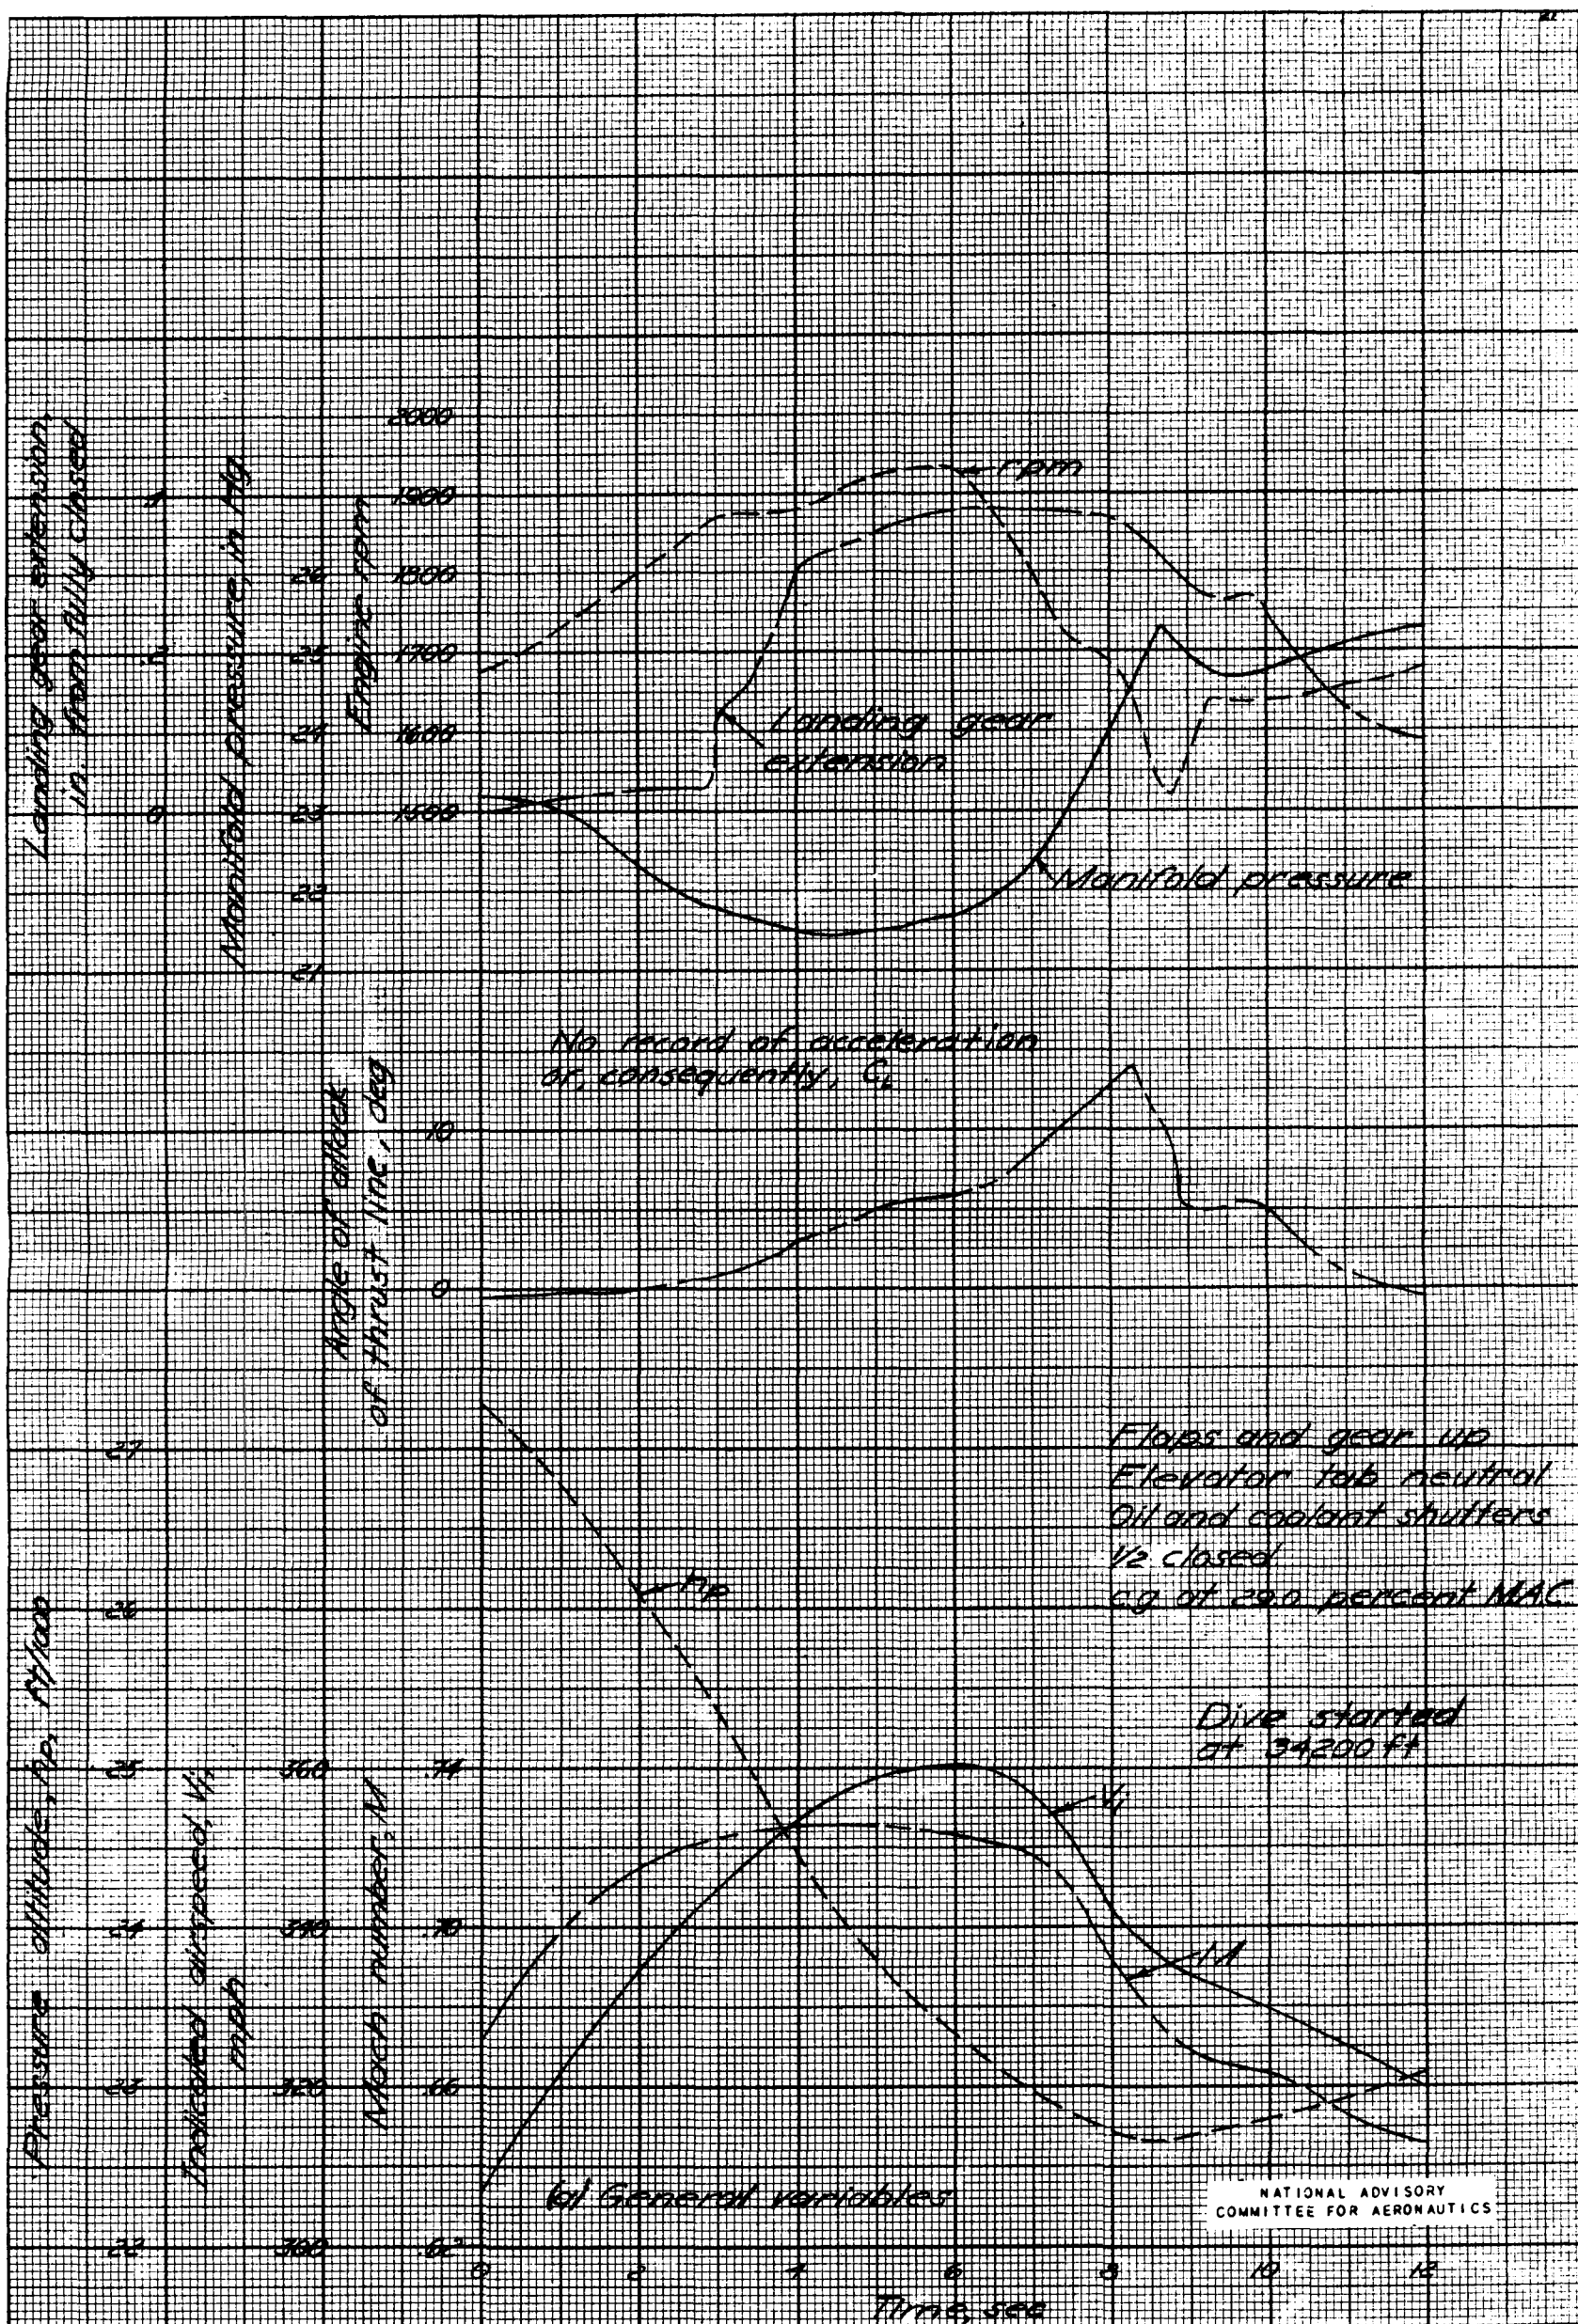 21
Landing gear extension,
in. from fully closed
.4
.2
0
Manifold pressure, in Hg.
26
25
24
23
22
21
Engine rpm
2000
1900
1800
1700
1600
1500
rpm
Landing gear
extension
Manifold pressure
No record of acceleration
or, consequently, CL
Angle of attack
of thrust line, deg
10
0
Flaps and gear up
Elevator tab neutral
Oil and coolant shutters
1/2 closed
c.g at 29.0 percent MAC
Dive started
at 34200 ft
Pressure altitude, hp, ft/1000
27
26
25
24
23
22
Indicated airspeed, Vi,
mph
360
340
320
300
Mach number, M
.74
.70
.66
.62
hp
Vi
M
(a) General variables
NATIONAL ADVISORY
COMMITTEE FOR AERONAUTICS
0 2 4 6 8 10 12
Time, sec